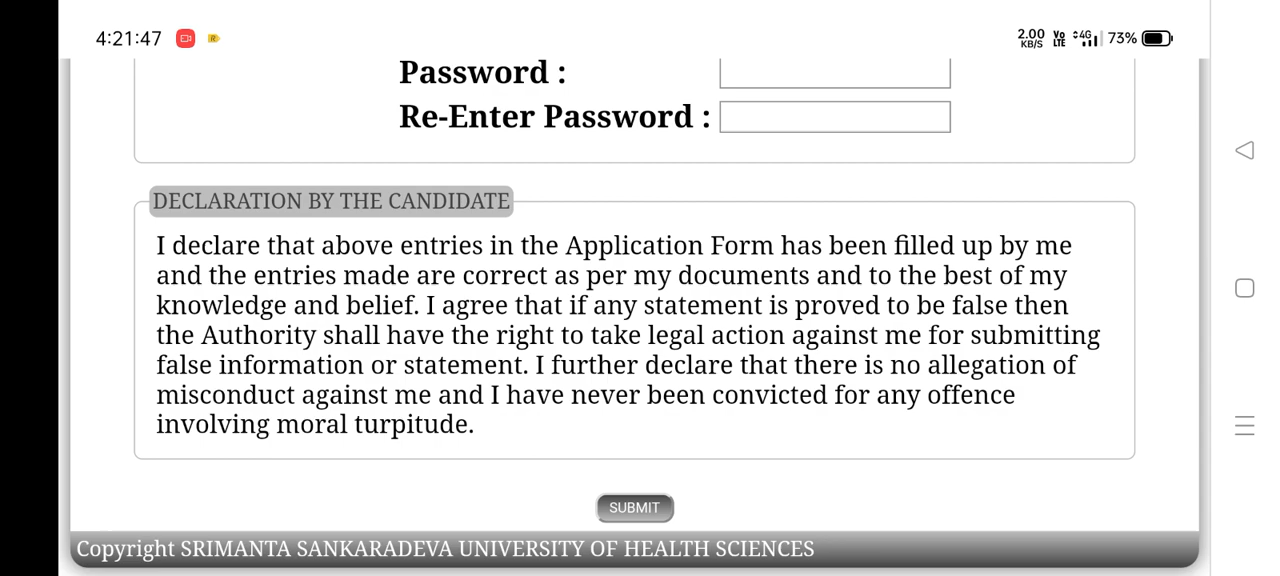 4:21:47 R 2.00 KB/S Vo LTE 4G 73%
Password :
Re-Enter Password :
DECLARATION BY THE CANDIDATE
I declare that above entries in the Application Form has been filled up by me
and the entries made are correct as per my documents and to the best of my
knowledge and belief. I agree that if any statement is proved to be false then
the Authority shall have the right to take legal action against me for submitting
false information or statement. I further declare that there is no allegation of
misconduct against me and I have never been convicted for any offence
involving moral turpitude.
SUBMIT
Copyright SRIMANTA SANKARADEVA UNIVERSITY OF HEALTH SCIENCES